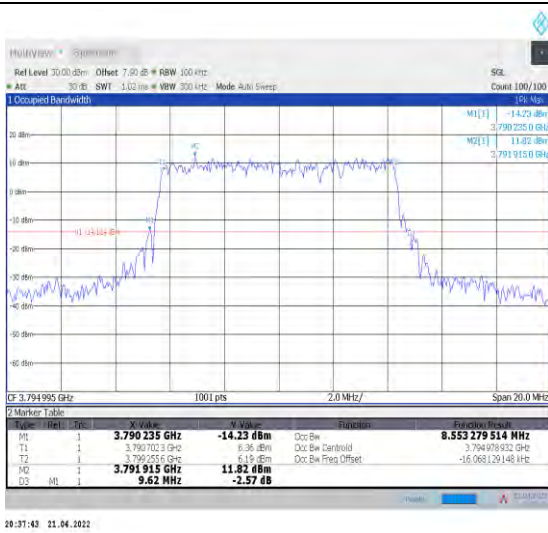 MultiView Spectrum
Ref Level 30.00 dBm Offset 7.90 dB RBW 100 kHz SGL
Att 30 dB SWT 1.02 ms VBW 300 kHz Mode Auto Sweep Count 100/100
1 Occupied Bandwidth 1Pk Max
M1[1] -14.23 dBm
3.790 235 0 GHz
M2[1] 11.82 dBm
3.791 915 0 GHz
20 dBm
M2
10 dBm
0 dBm
-10 dBm
M1
-20 dBm
-30 dBm
-40 dBm
-50 dBm
-60 dBm
CF 3.794 995 GHz 1001 pts 2.0 MHz/ Span 20.0 MHz
2 Marker Table
Type Ref Trc X-Value Y-Value Function Function Result
M1 1 3.790 235 GHz -14.23 dBm Occ Bw 8.553 279 514 MHz
T1 1 3.790 702 3 GHz 6.36 dBm Occ Bw Centroid 3.794 978 932 GHz
T2 1 3.799 255 6 GHz 6.19 dBm Occ Bw Freq Offset -16.068 129 148 kHz
M2 1 3.791 915 GHz 11.82 dBm
D3 M1 1 9.62 MHz -2.57 dB
20:37:43 21.04.2022